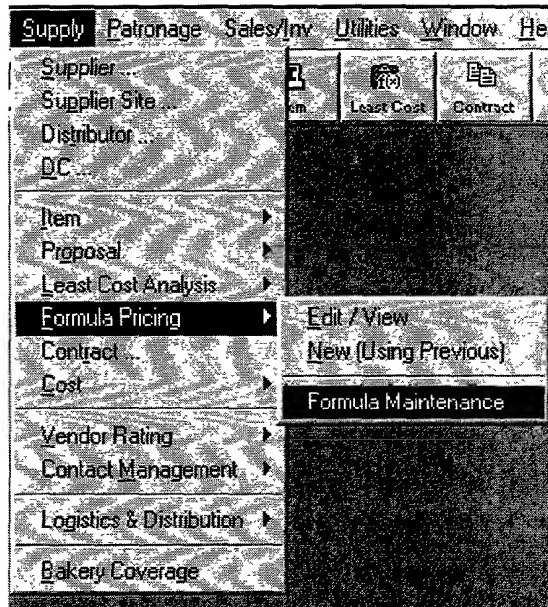 Supply Patronage Sales/Inv Utilities Window He
Supplier ...
Supplier Site ...
Distributor ...
DC ...
em Least Cost Contract
Item
Proposal
Least Cost Analysis
Formula Pricing
Contract ...
Cost
Edit / View
New (Using Previous)
Formula Maintenance
Vendor Rating
Contact Management
Logistics & Distribution
Bakery Coverage